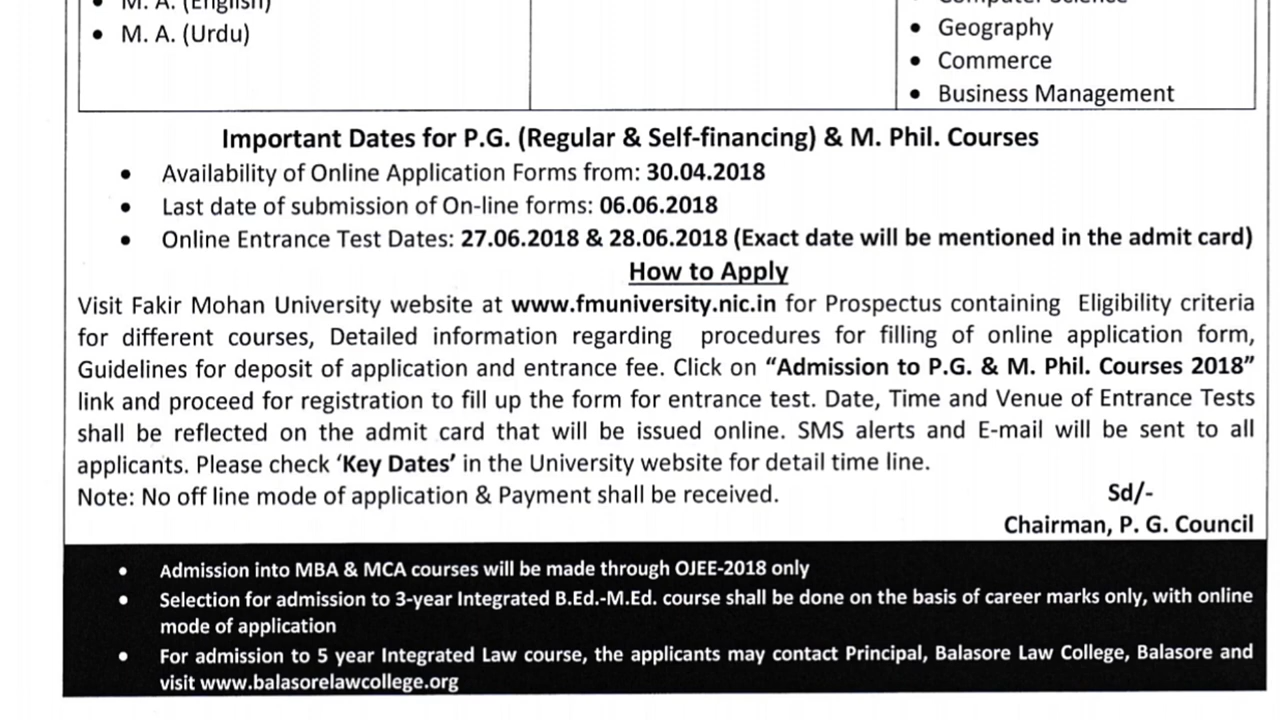 M. A. (English)
M. A. (Urdu)
Computer Science
Geography
Commerce
Business Management
Important Dates for P.G. (Regular & Self-financing) & M. Phil. Courses
Availability of Online Application Forms from: 30.04.2018
Last date of submission of On-line forms: 06.06.2018
Online Entrance Test Dates: 27.06.2018 & 28.06.2018 (Exact date will be mentioned in the admit card)
How to Apply
Visit Fakir Mohan University website at www.fmuniversity.nic.in for Prospectus containing Eligibility criteria
for different courses, Detailed information regarding procedures for filling of online application form,
Guidelines for deposit of application and entrance fee. Click on “Admission to P.G. & M. Phil. Courses 2018”
link and proceed for registration to fill up the form for entrance test. Date, Time and Venue of Entrance Tests
shall be reflected on the admit card that will be issued online. SMS alerts and E-mail will be sent to all
applicants. Please check ‘Key Dates’ in the University website for detail time line.
Note: No off line mode of application & Payment shall be received.
Sd/-
Chairman, P. G. Council
Admission into MBA & MCA courses will be made through OJEE-2018 only
Selection for admission to 3-year Integrated B.Ed.-M.Ed. course shall be done on the basis of career marks only, with online
mode of application
For admission to 5 year Integrated Law course, the applicants may contact Principal, Balasore Law College, Balasore and
visit www.balasorelawcollege.org